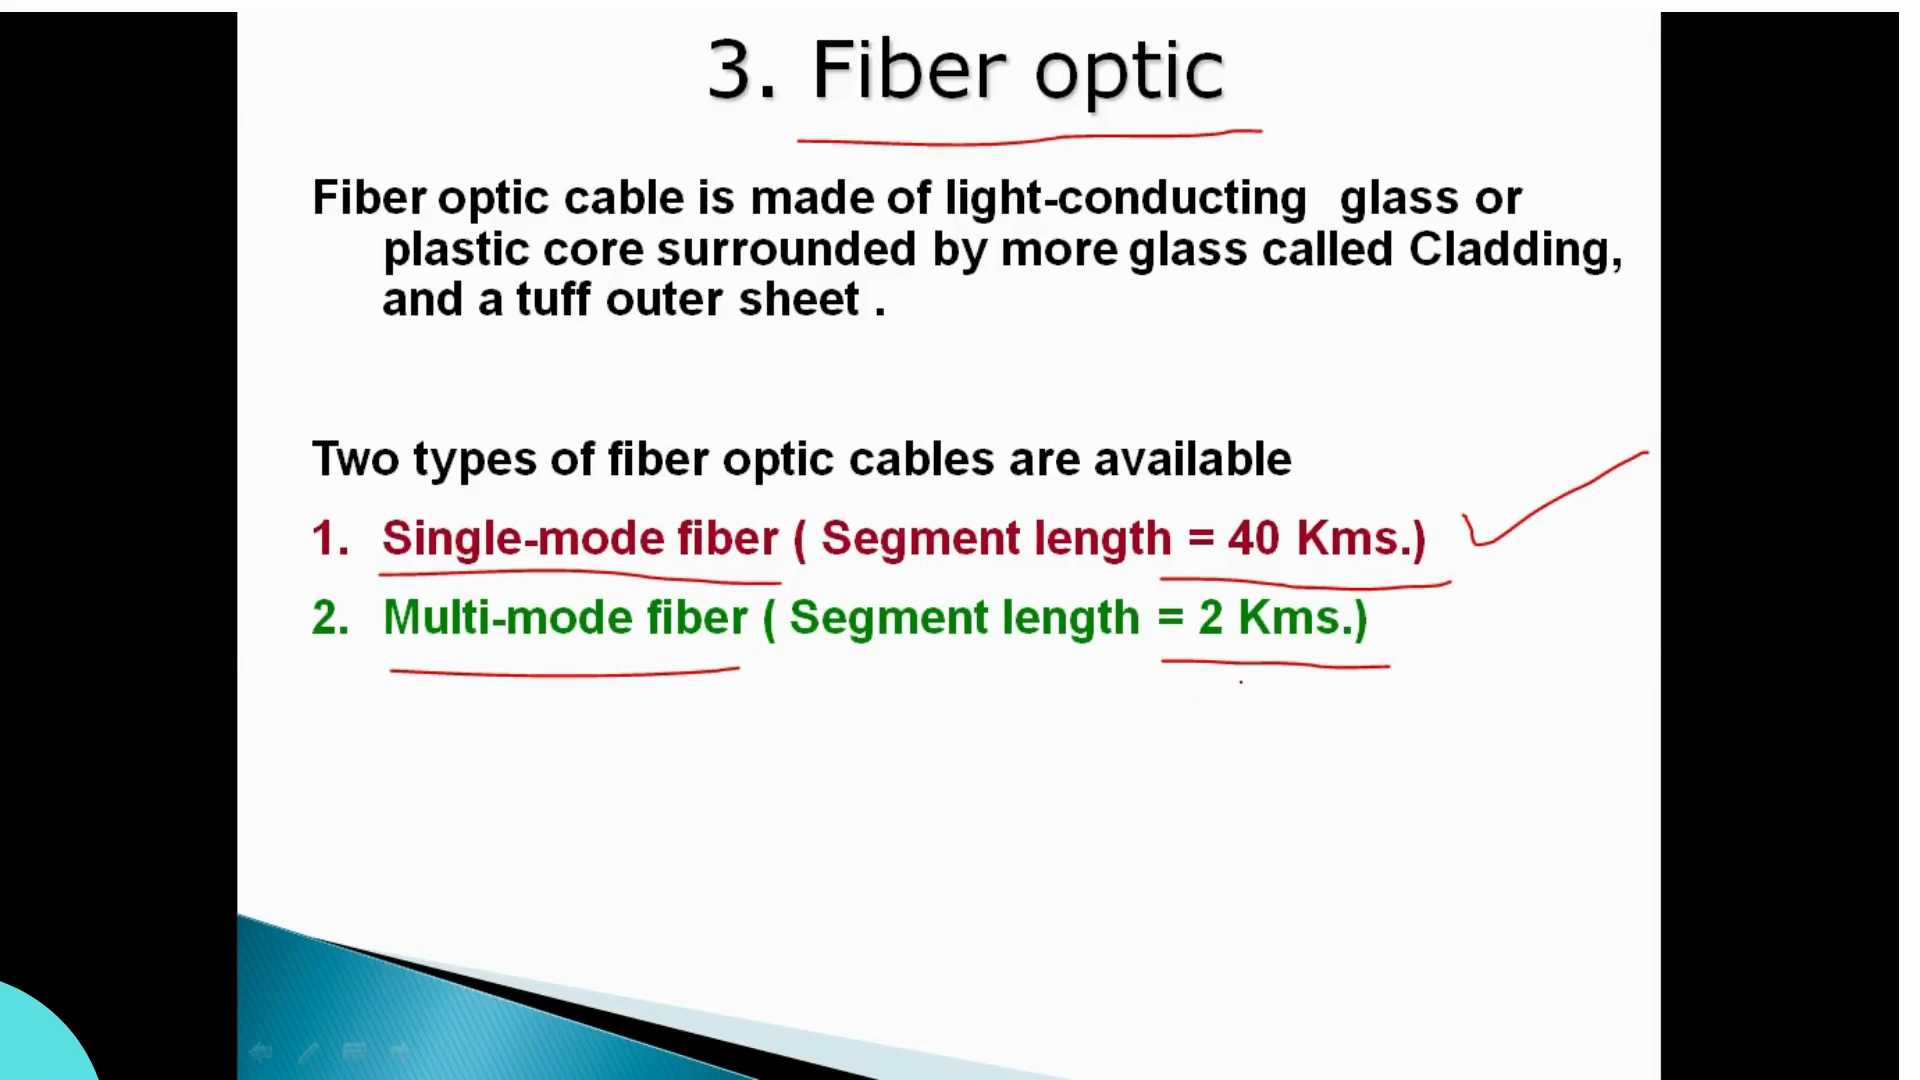 3. Fiber optic
Fiber optic cable is made of light-conducting glass or
plastic core surrounded by more glass called Cladding,
and a tuff outer sheet .
Two types of fiber optic cables are available
1. Single-mode fiber ( Segment length = 40 Kms.)
2. Multi-mode fiber ( Segment length = 2 Kms.)